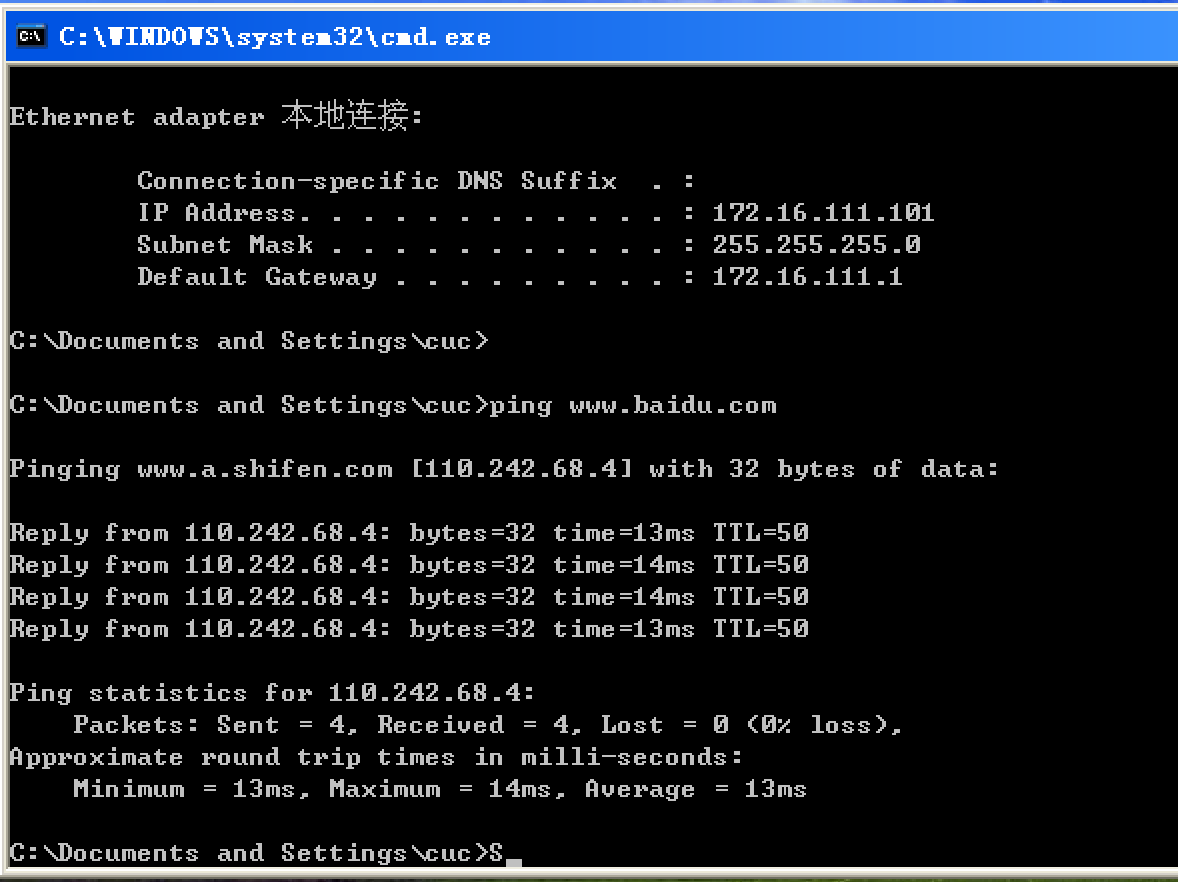 C:\WINDOWS\system32\cmd.exe
Ethernet adapter 本地连接:
Connection-specific DNS Suffix  . :
IP Address. . . . . . . . . . . . : 172.16.111.101
Subnet Mask . . . . . . . . . . . : 255.255.255.0
Default Gateway . . . . . . . . . : 172.16.111.1
C:\Documents and Settings\cuc>
C:\Documents and Settings\cuc>ping www.baidu.com
Pinging www.a.shifen.com [110.242.68.4] with 32 bytes of data:
Reply from 110.242.68.4: bytes=32 time=13ms TTL=50
Reply from 110.242.68.4: bytes=32 time=14ms TTL=50
Reply from 110.242.68.4: bytes=32 time=14ms TTL=50
Reply from 110.242.68.4: bytes=32 time=13ms TTL=50
Ping statistics for 110.242.68.4:
Packets: Sent = 4, Received = 4, Lost = 0 (0% loss),
Approximate round trip times in milli-seconds:
Minimum = 13ms, Maximum = 14ms, Average = 13ms
C:\Documents and Settings\cuc>S_